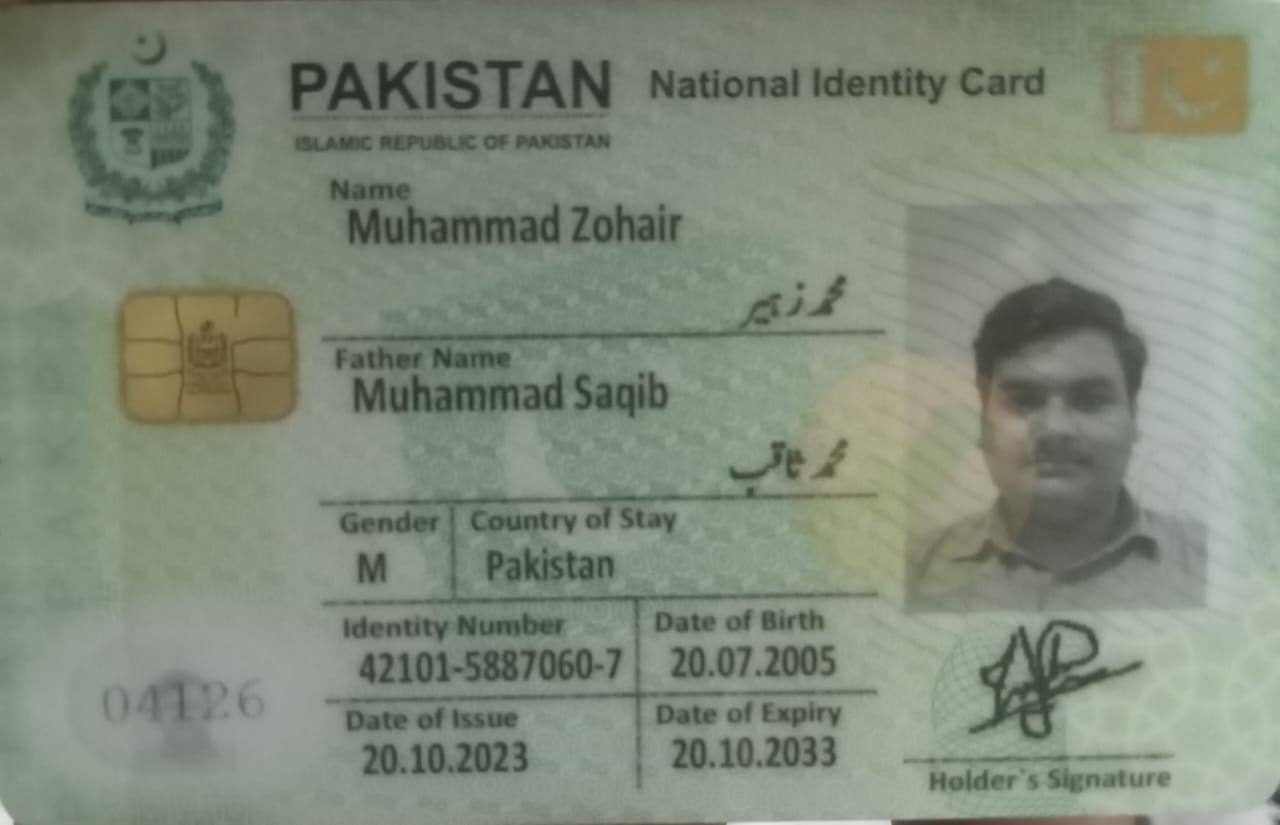 PAKISTAN National Identity Card
ISLAMIC REPUBLIC OF PAKISTAN
Name
Muhammad Zohair
محمد زہیر
Father Name
Muhammad Saqib
محمد ثاقب
Gender Country of Stay
M Pakistan
Identity Number Date of Birth
42101-5887060-7 20.07.2005
04126
Date of Issue Date of Expiry
20.10.2023 20.10.2033
Holder`s Signature